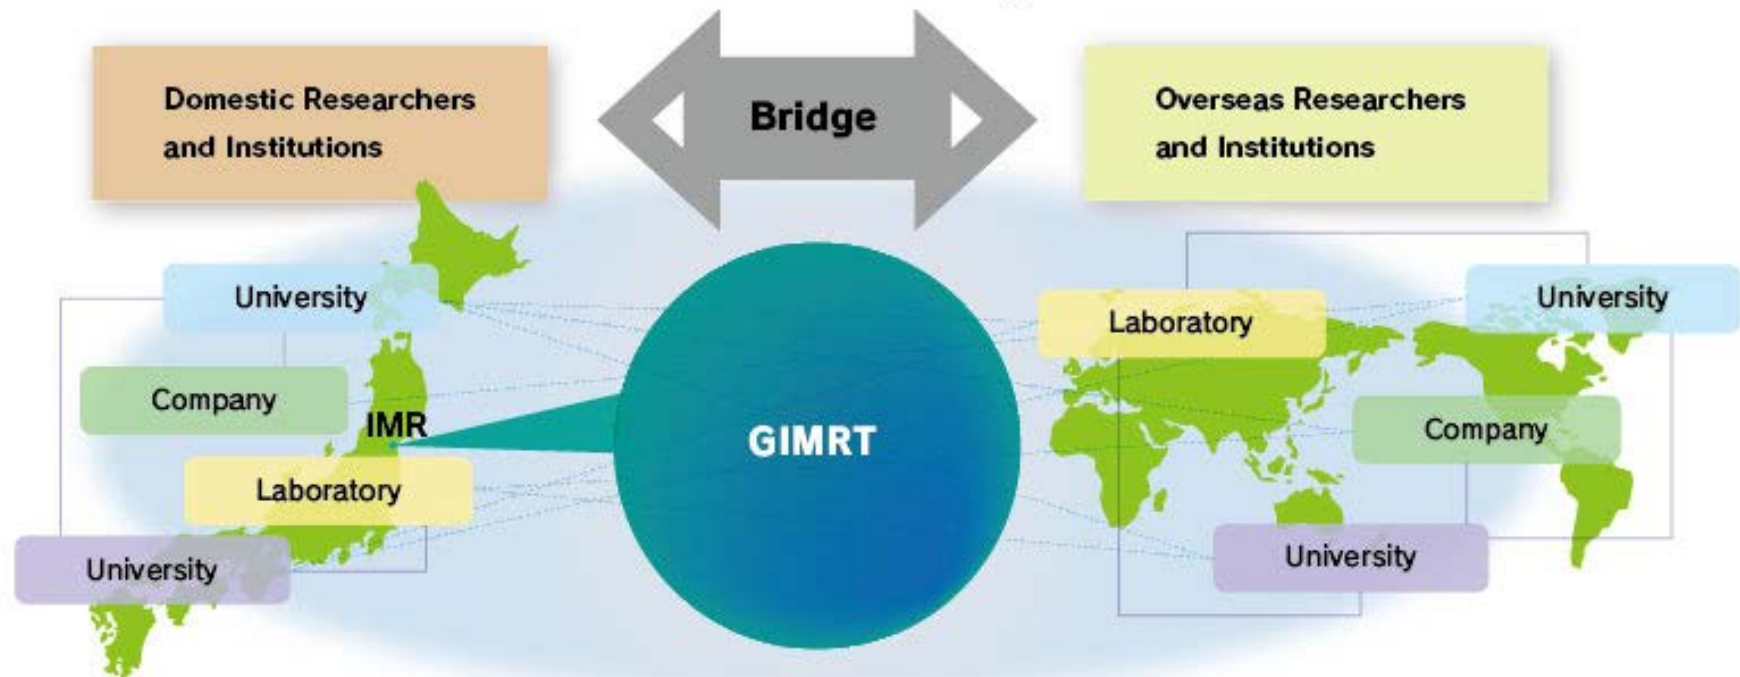 Domestic Researchers
and Institutions
Bridge
Overseas Researchers
and Institutions
University
Company
IMR
Laboratory
University
GIMRT
Laboratory
University
Company
University